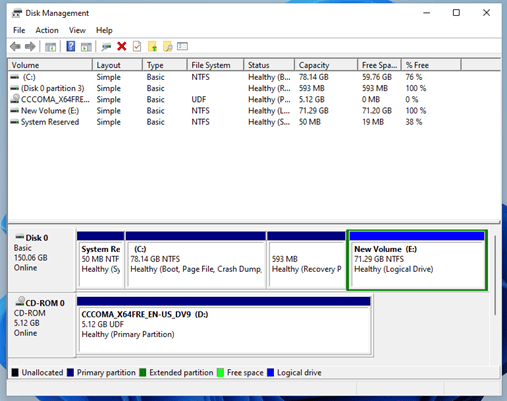 Disk Management
File Action View Help
Volume Layout Type File System Status Capacity Free Spa... % Free
(C:) Simple Basic NTFS Healthy (B... 78.14 GB 59.76 GB 76 %
(Disk 0 partition 3) Simple Basic Healthy (R... 593 MB 593 MB 100 %
CCCOMA_X64FRE... Simple Basic UDF Healthy (P... 5.12 GB 0 MB 0 %
New Volume (E:) Simple Basic NTFS Healthy (L... 71.29 GB 71.20 GB 100 %
System Reserved Simple Basic NTFS Healthy (S... 50 MB 19 MB 38 %
Disk 0
Basic
150.06 GB
Online
System Re
50 MB NTF
Healthy (Sy
(C:)
78.14 GB NTFS
Healthy (Boot, Page File, Crash Dump,
593 MB
Healthy (Recovery P
New Volume (E:)
71.29 GB NTFS
Healthy (Logical Drive)
CD-ROM 0
CD-ROM
5.12 GB
Online
CCCOMA_X64FRE_EN-US_DV9 (D:)
5.12 GB UDF
Healthy (Primary Partition)
Unallocated Primary partition Extended partition Free space Logical drive